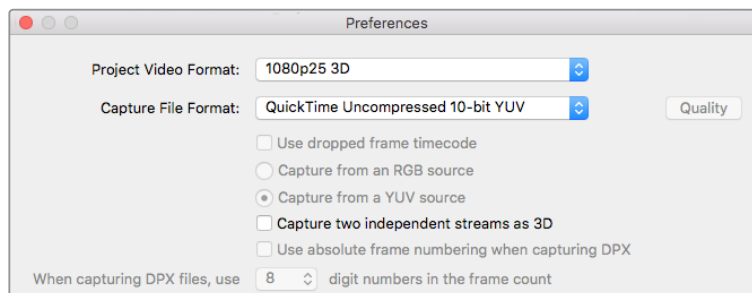 Preferences
Project Video Format: 1080p25 3D
Capture File Format: QuickTime Uncompressed 10-bit YUV Quality
Use dropped frame timecode
Capture from an RGB source
Capture from a YUV source
Capture two independent streams as 3D
Use absolute frame numbering when capturing DPX
When capturing DPX files, use 8 digit numbers in the frame count